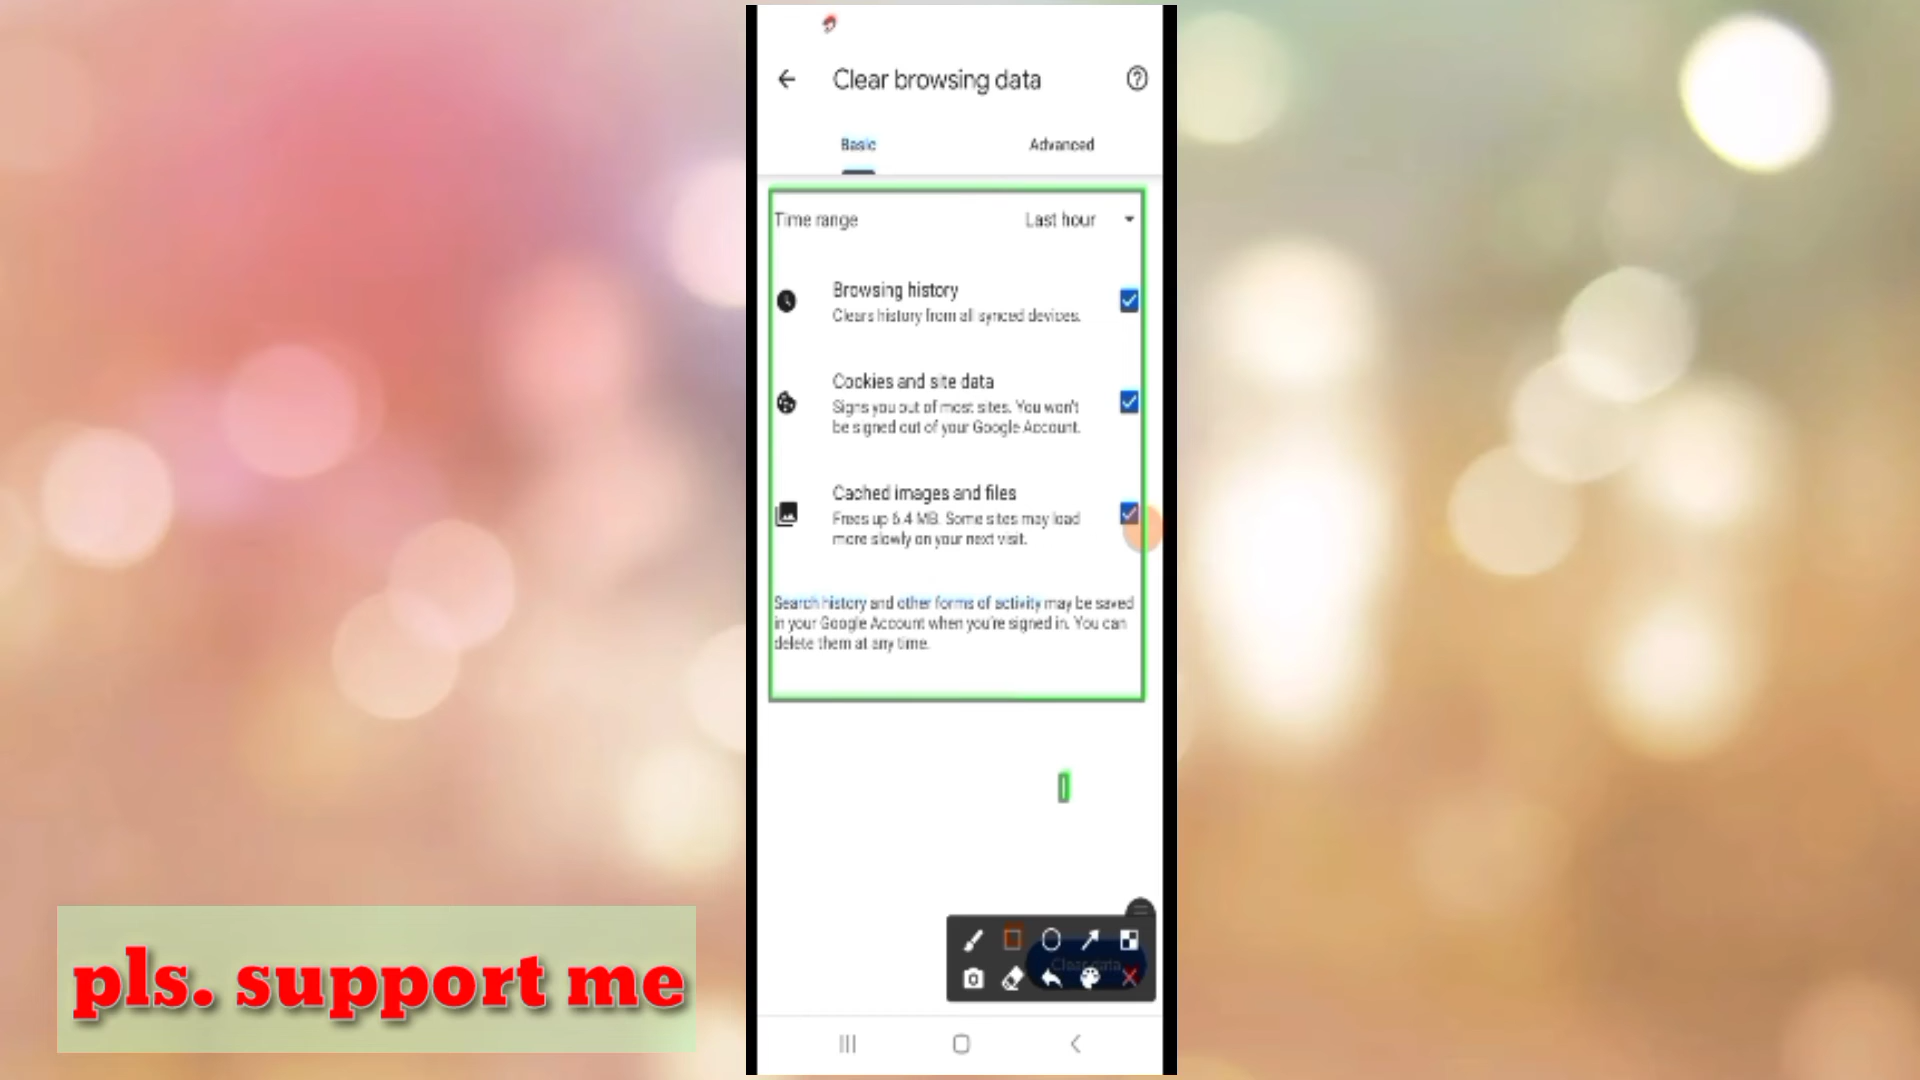 Clear browsing data
Basic
Advanced
Time range
Last hour
Browsing history
Clears history from all synced devices.
Cookies and site data
Signs you out of most sites. You won't
be signed out of your Google Account.
Cached images and files
Frees up 6.4 MB. Some sites may load
more slowly on your next visit.
Search history and other forms of activity may be saved
in your Google Account when you're signed in. You can
delete them at any time.
Clear data
pls. support me